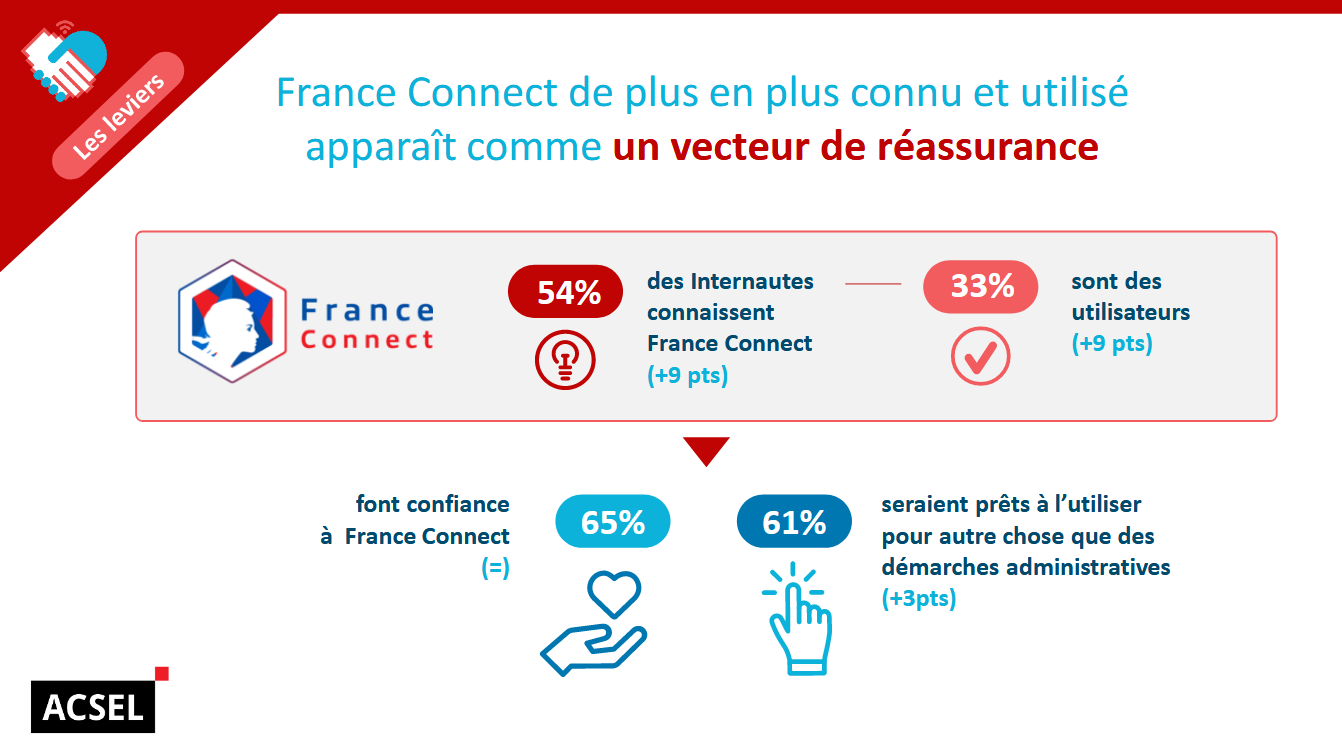 Les leviers
France Connect de plus en plus connu et utilisé
apparaît comme un vecteur de réassurance
France
Connect
54%
des Internautes
connaissent
France Connect
(+9 pts)
33%
sont des
utilisateurs
(+9 pts)
font confiance
à France Connect
(=)
65%
61%
seraient prêts à l’utiliser
pour autre chose que des
démarches administratives
(+3pts)
ACSEL